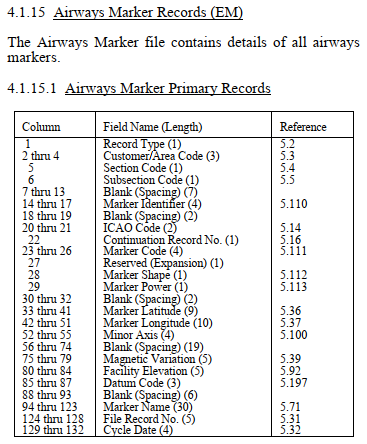 4.1.15 Airways Marker Records (EM)
The Airways Marker file contains details of all airways
markers.
4.1.15.1 Airways Marker Primary Records
Column Field Name (Length) Reference
1 Record Type (1) 5.2
2 thru 4 Customer/Area Code (3) 5.3
5 Section Code (1) 5.4
6 Subsection Code (1) 5.5
7 thru 13 Blank (Spacing) (7)
14 thru 17 Marker Identifier (4) 5.110
18 thru 19 Blank (Spacing) (2)
20 thru 21 ICAO Code (2) 5.14
22 Continuation Record No. (1) 5.16
23 thru 26 Marker Code (4) 5.111
27 Reserved (Expansion) (1)
28 Marker Shape (1) 5.112
29 Marker Power (1) 5.113
30 thru 32 Blank (Spacing) (2)
33 thru 41 Marker Latitude (9) 5.36
42 thru 51 Marker Longitude (10) 5.37
52 thru 55 Minor Axis (4) 5.100
56 thru 74 Blank (Spacing) (19)
75 thru 79 Magnetic Variation (5) 5.39
80 thru 84 Facility Elevation (5) 5.92
85 thru 87 Datum Code (3) 5.197
88 thru 93 Blank (Spacing) (6)
94 thru 123 Marker Name (30) 5.71
124 thru 128 File Record No. (5) 5.31
129 thru 132 Cycle Date (4) 5.32